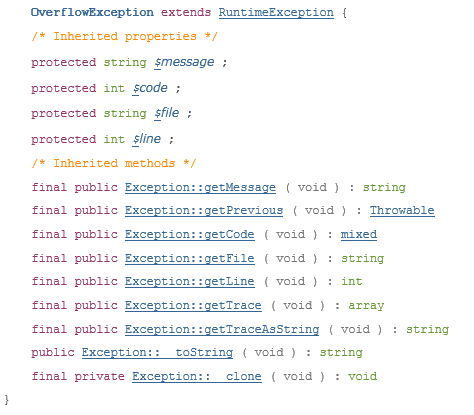 OverflowException extends RuntimeException {
/* Inherited properties */
protected string $message ;
protected int $code ;
protected string $file ;
protected int $line ;
/* Inherited methods */
final public Exception::getMessage ( void ) : string
final public Exception::getPrevious ( void ) : Throwable
final public Exception::getCode ( void ) : mixed
final public Exception::getFile ( void ) : string
final public Exception::getLine ( void ) : int
final public Exception::getTrace ( void ) : array
final public Exception::getTraceAsString ( void ) : string
public Exception::__toString ( void ) : string
final private Exception::__clone ( void ) : void
}